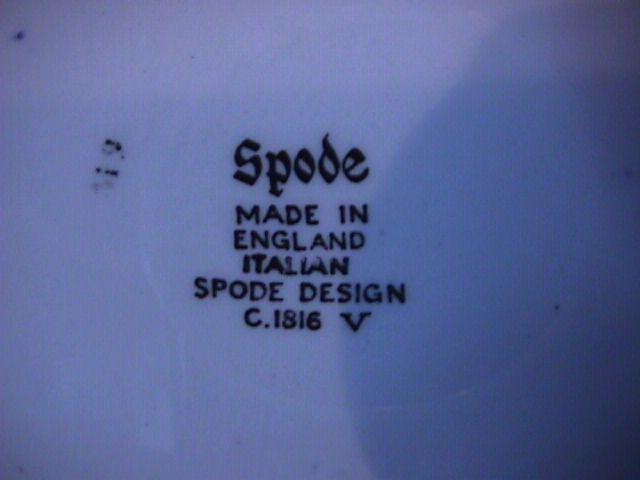 Spode
MADE IN
ENGLAND
ITALIAN
SPODE DESIGN
C.1816 V